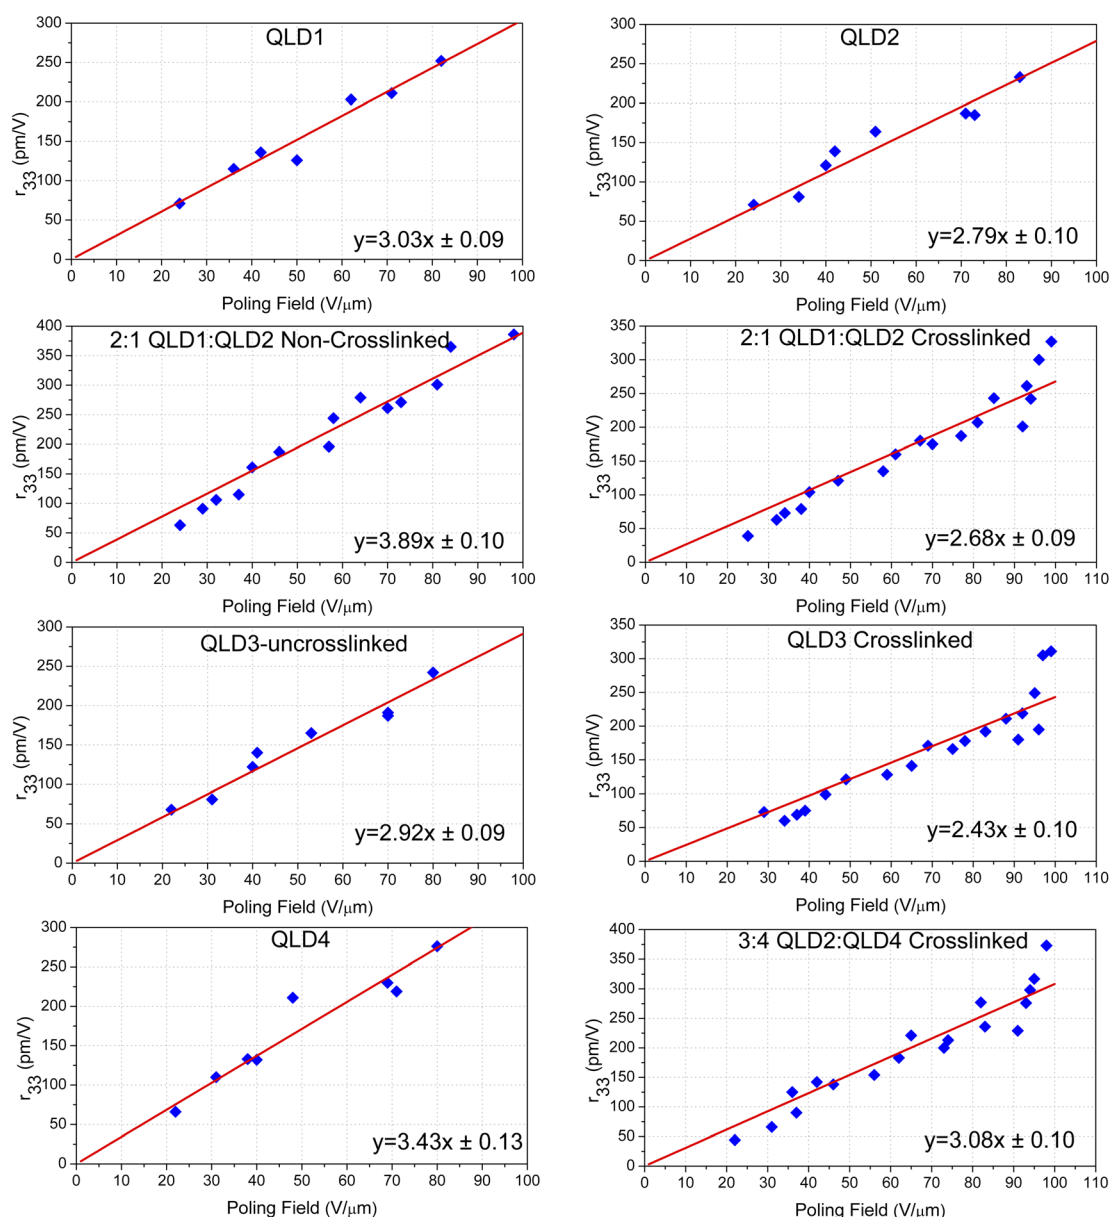 QLD1
300
250
200
150
100
50
0
r33 (pm/V)
y=3.03x ± 0.09
0 10 20 30 40 50 60 70 80 90 100
Poling Field (V/μm)
QLD2
300
250
200
150
100
50
0
r33 (pm/V)
y=2.79x ± 0.10
0 10 20 30 40 50 60 70 80 90 100
Poling Field (V/μm)
2:1 QLD1:QLD2 Non-Crosslinked
400
350
300
250
200
150
100
50
0
r33 (pm/V)
y=3.89x ± 0.10
0 10 20 30 40 50 60 70 80 90 100
Poling Field (V/μm)
2:1 QLD1:QLD2 Crosslinked
350
300
250
200
150
100
50
0
r33 (pm/V)
y=2.68x ± 0.09
0 10 20 30 40 50 60 70 80 90 100 110
Poling Field (V/μm)
QLD3-uncrosslinked
300
250
200
150
100
50
0
r33 (pm/V)
y=2.92x ± 0.09
0 10 20 30 40 50 60 70 80 90 100
Poling Field (V/μm)
QLD3 Crosslinked
350
300
250
200
150
100
50
0
r33 (pm/V)
y=2.43x ± 0.10
0 10 20 30 40 50 60 70 80 90 100 110
Poling Field (V/μm)
QLD4
300
250
200
150
100
50
0
r33 (pm/V)
y=3.43x ± 0.13
0 20 40 60 80 100
Poling Field (V/μm)
3:4 QLD2:QLD4 Crosslinked
400
350
300
250
200
150
100
50
0
r33 (pm/V)
y=3.08x ± 0.10
0 10 20 30 40 50 60 70 80 90 100 110
Poling Field (V/μm)